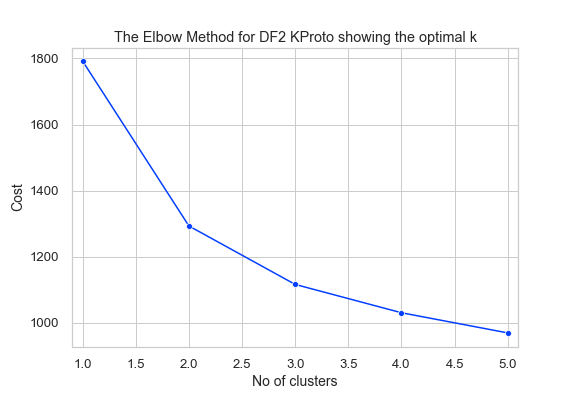 The Elbow Method for DF2 KProto showing the optimal k
1800
1600
1400
1200
1000
Cost
1.0 1.5 2.0 2.5 3.0 3.5 4.0 4.5 5.0
No of clusters